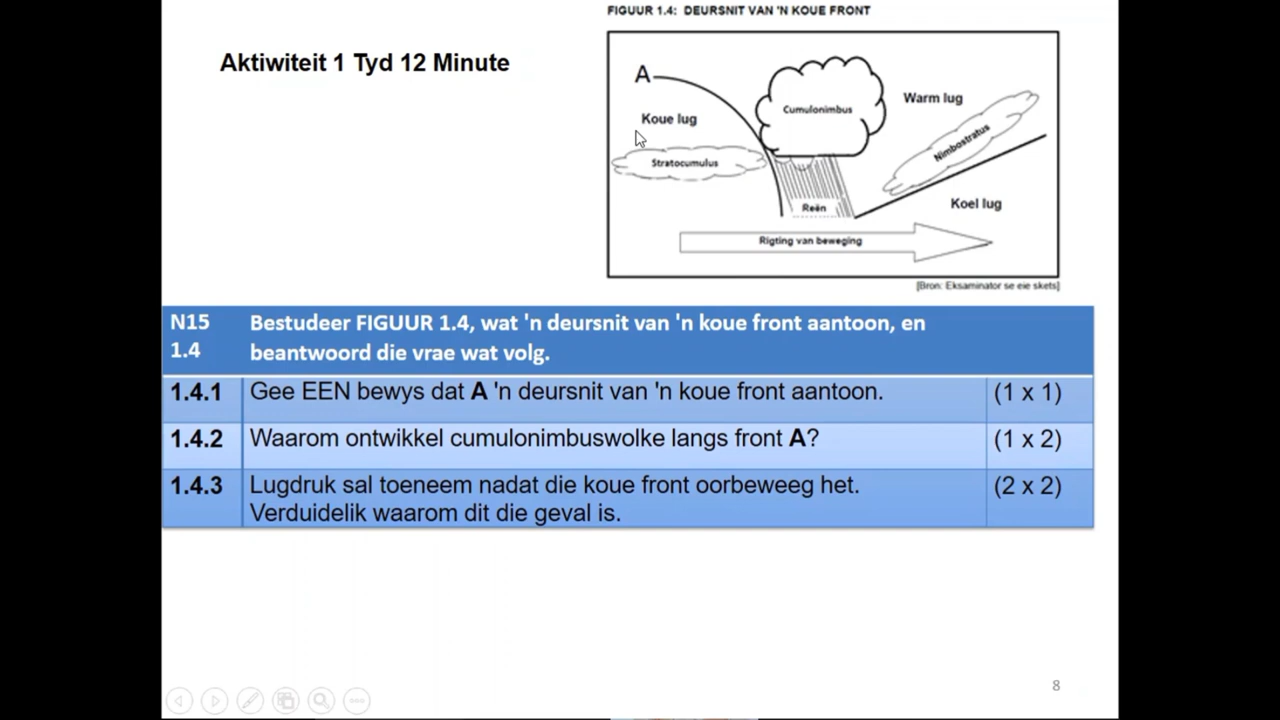 FIGUUR 1.4: DEURSNIT VAN 'N KOUE FRONT
Aktiwiteit 1 Tyd 12 Minute
A
Koue lug
Cumulonimbus
Warm lug
Stratocumulus
Nimbostratus
Reën
Koel lug
Rigting van beweging
[Bron: Eksaminator se eie skets]
N15 1.4 Bestudeer FIGUUR 1.4, wat 'n deursnit van 'n koue front aantoon, en
beantwoord die vrae wat volg.
1.4.1 Gee EEN bewys dat A 'n deursnit van 'n koue front aantoon. (1 x 1)
1.4.2 Waarom ontwikkel cumulonimbuswolke langs front A? (1 x 2)
1.4.3 Lugdruk sal toeneem nadat die koue front oorbeweeg het. (2 x 2)
Verduidelik waarom dit die geval is.
8